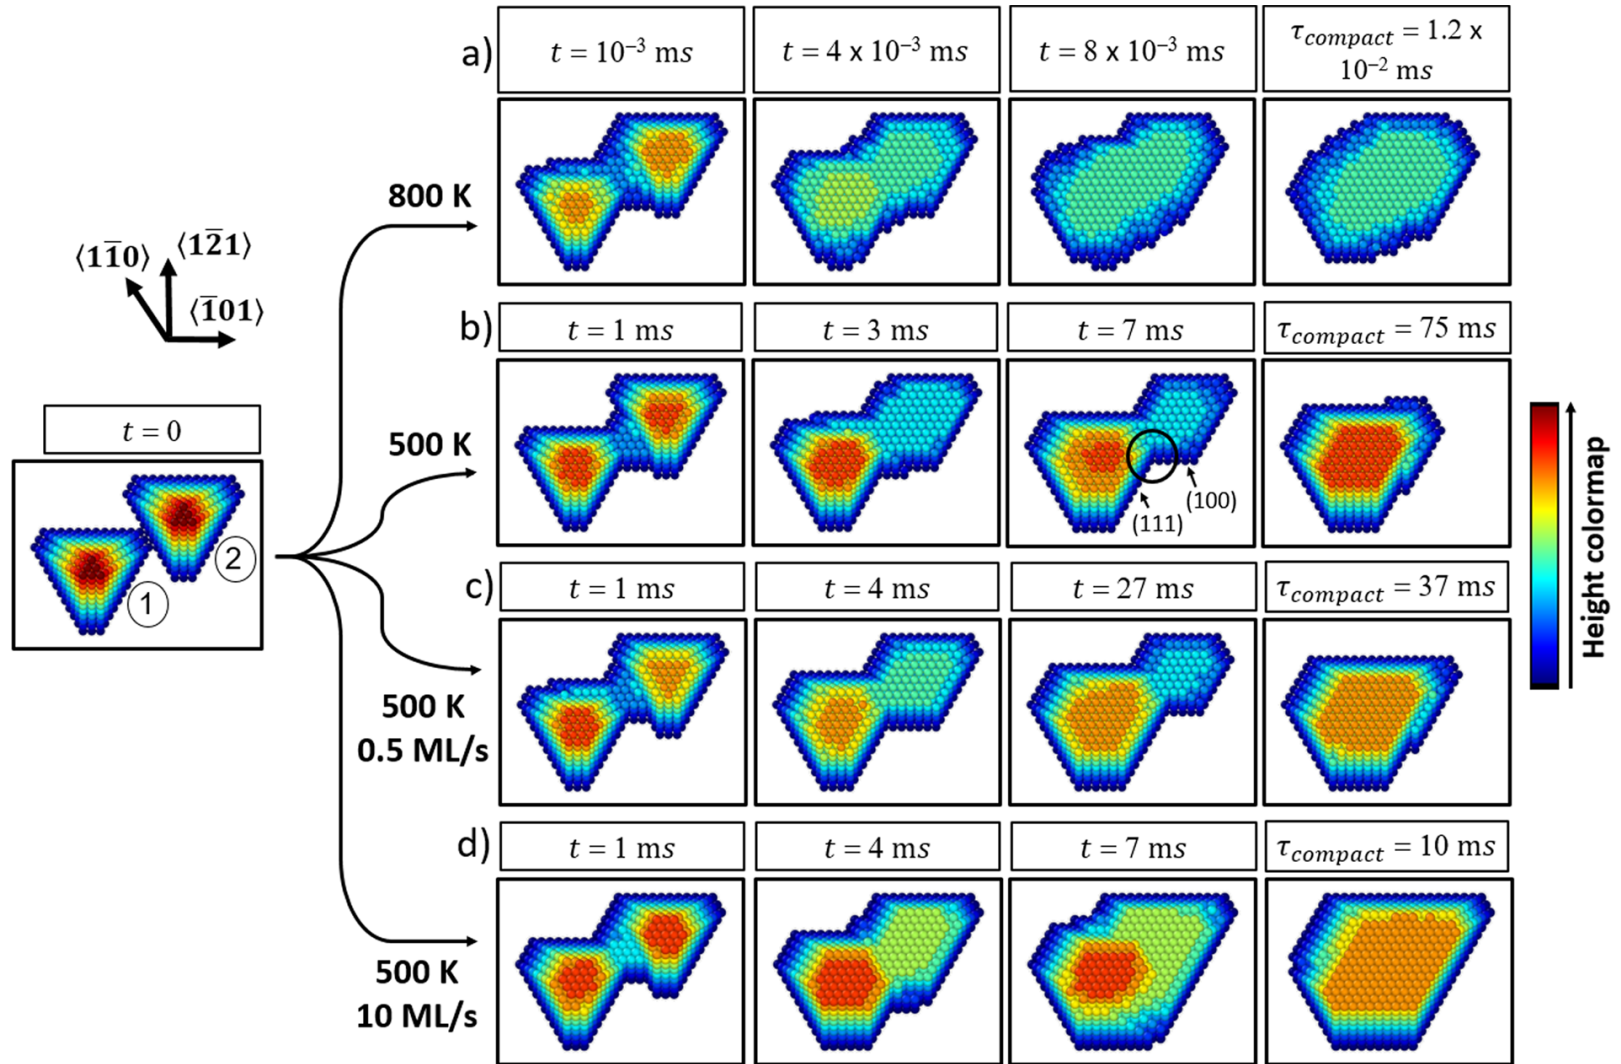 a)
t = 10⁻³ ms
t = 4 x 10⁻³ ms
t = 8 x 10⁻³ ms
τcompact = 1.2 x
10⁻² ms
800 K
⟨11̅0⟩
⟨12̅1⟩
⟨1̅01⟩
b)
t = 1 ms
t = 3 ms
t = 7 ms
τcompact = 75 ms
500 K
(111)
(100)
t = 0
1
2
c)
t = 1 ms
t = 4 ms
t = 27 ms
τcompact = 37 ms
500 K
0.5 ML/s
d)
t = 1 ms
t = 4 ms
t = 7 ms
τcompact = 10 ms
500 K
10 ML/s
Height colormap